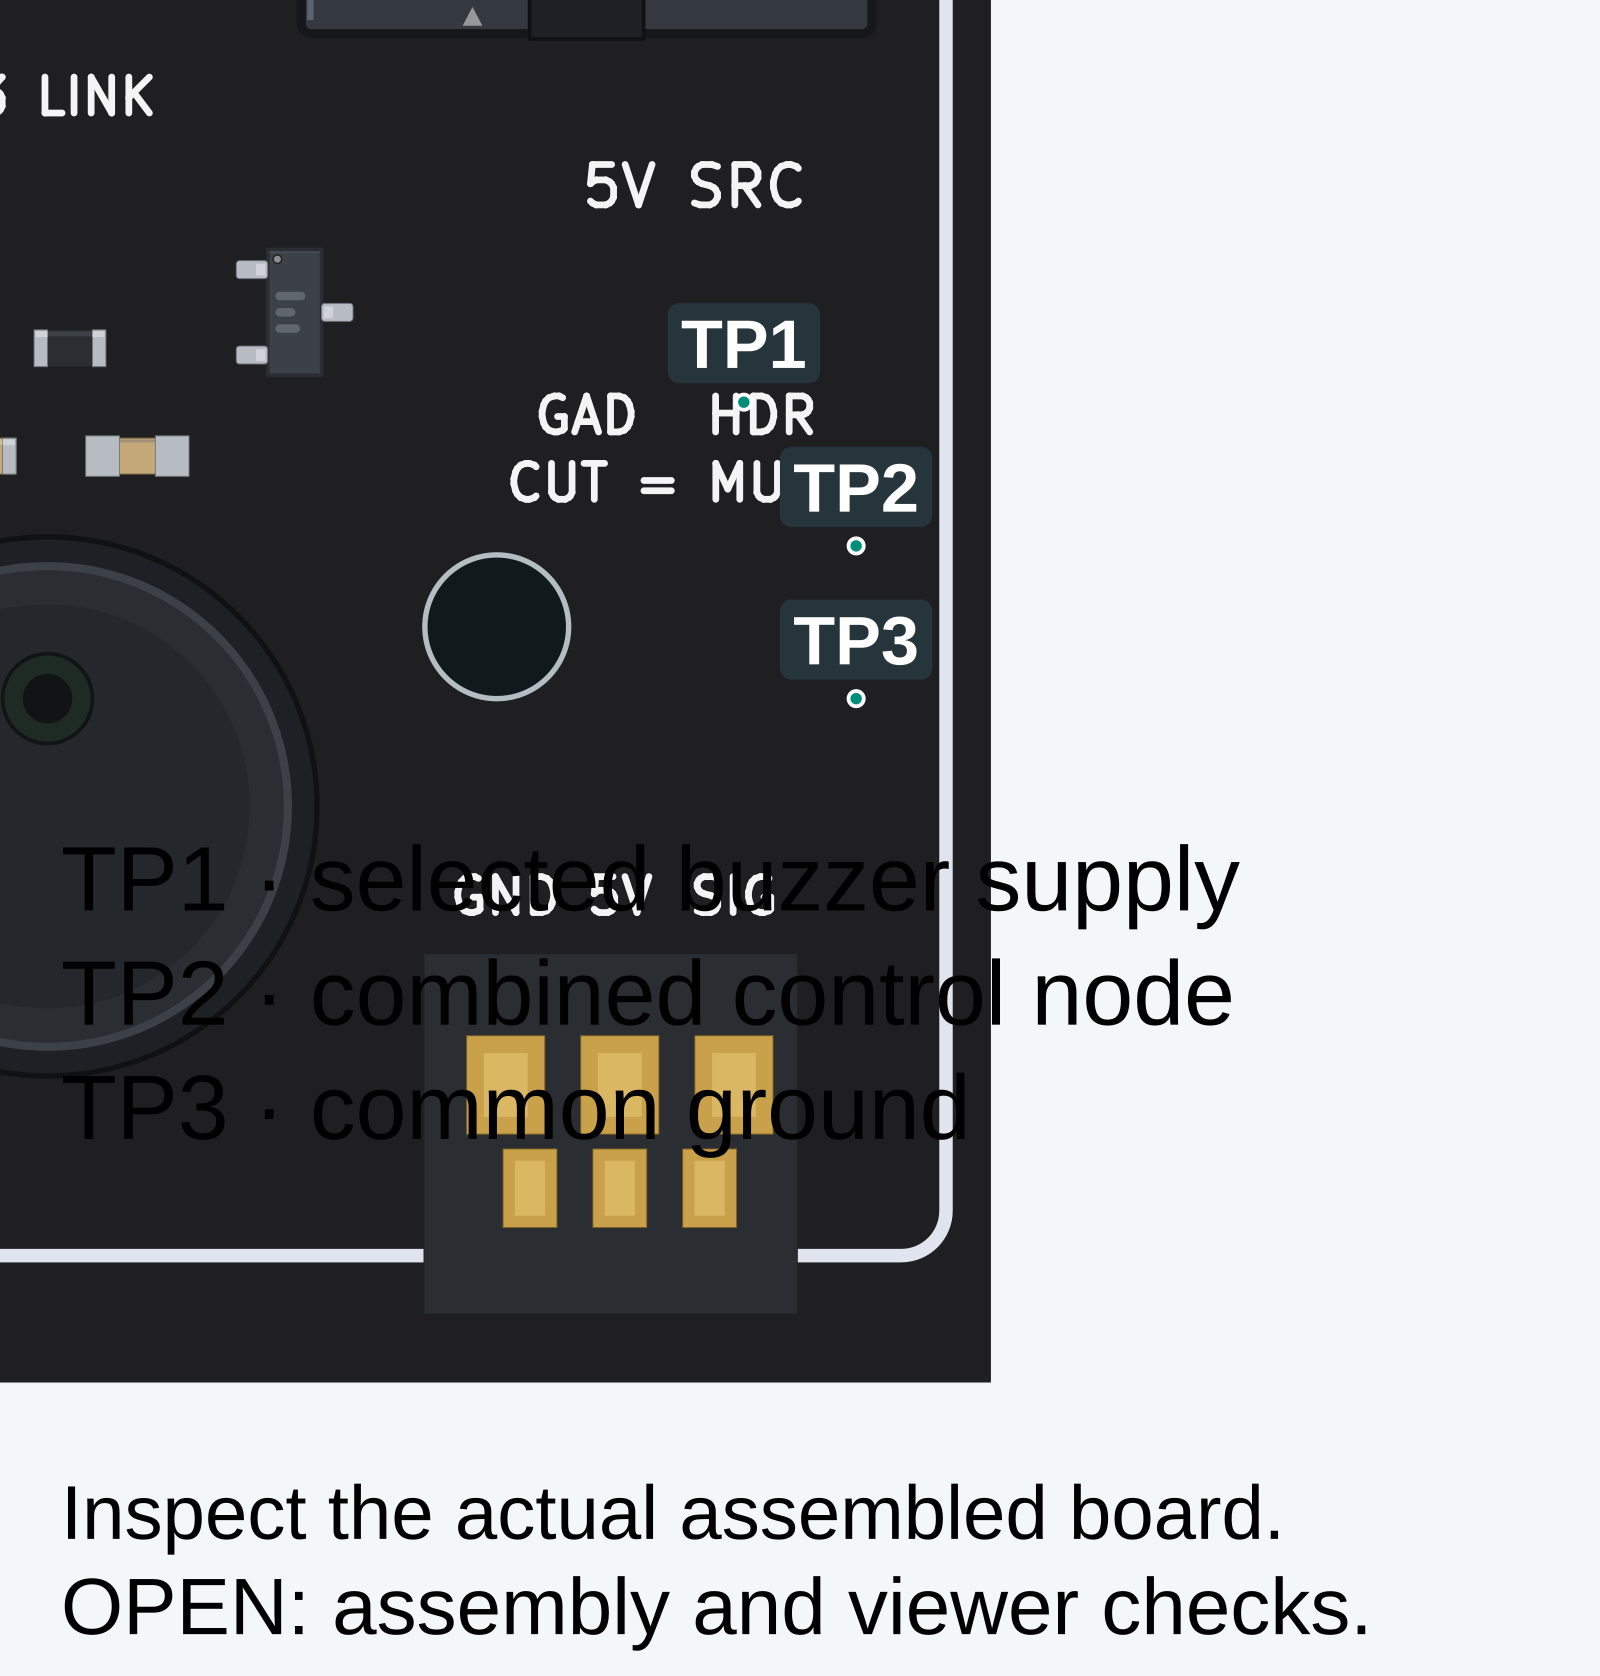 LINK
5V SRC
TP1
GAD HDR
CUT =
TP2
TP3
GND 5V SIG
TP1 · selected buzzer supply
TP2 · combined control node
TP3 · common ground
Inspect the actual assembled board.
OPEN: assembly and viewer checks.